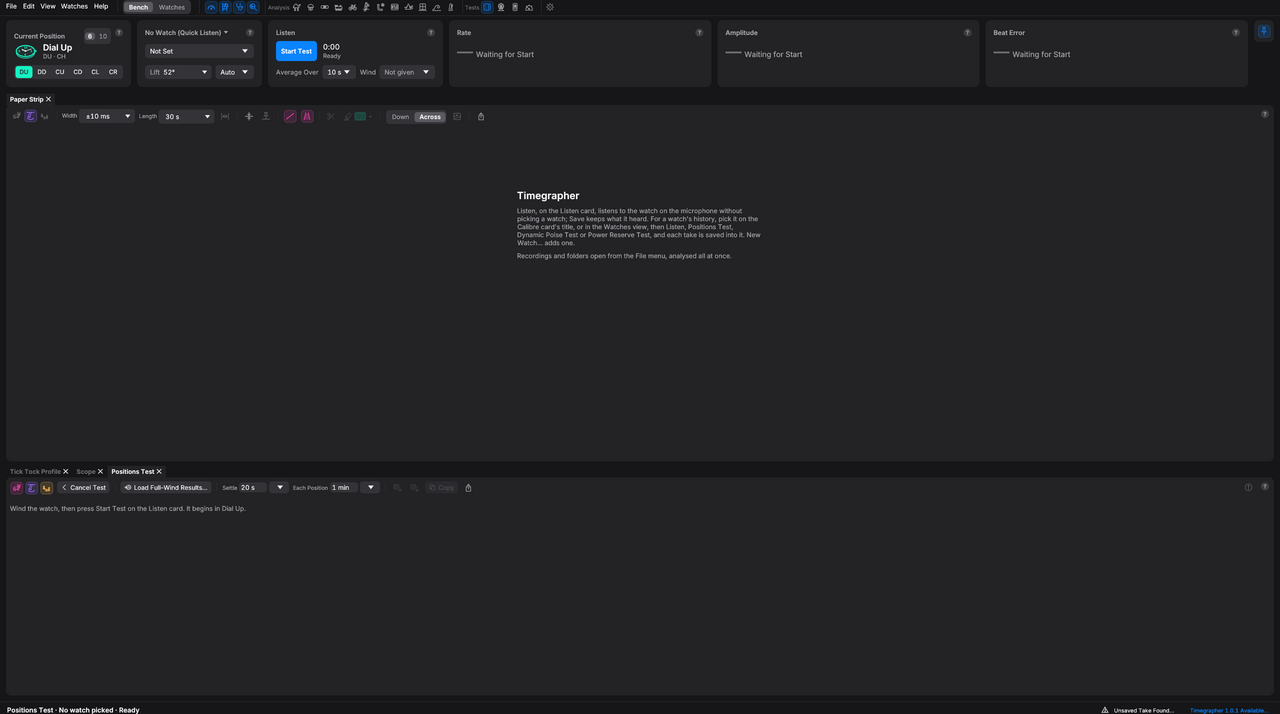 File Edit View Watches Help
Bench Watches
Analysis
Tests
Current Position
6 10
?
Dial Up
DU · CH
DU DD CU CD CL CR
No Watch (Quick Listen)
?
Not Set
Lift 52°
Auto
Listen
?
Start Test
0:00
Ready
Average Over 10 s Wind Not given
Rate
?
Waiting for Start
Amplitude
?
Waiting for Start
Beat Error
?
Waiting for Start
Paper Strip
Width ±10 ms Length 30 s
Down Across
?
Timegrapher
Listen, on the Listen card, listens to the watch on the microphone without
picking a watch; Save keeps what it heard. For a watch's history, pick it on the
Calibre card's title, or in the Watches view, then Listen, Positions Test,
Dynamic Poise Test or Power Reserve Test, and each take is saved into it. New
Watch... adds one.
Recordings and folders open from the File menu, analysed all at once.
Tick Tock Profile Scope Positions Test
Cancel Test Load Full-Wind Results... Settle 20 s Each Position 1 min Copy
?
Wind the watch, then press Start Test on the Listen card. It begins in Dial Up.
Positions Test · No watch picked · Ready
Unsaved Take Found...
Timegrapher 1.0.1 Available...